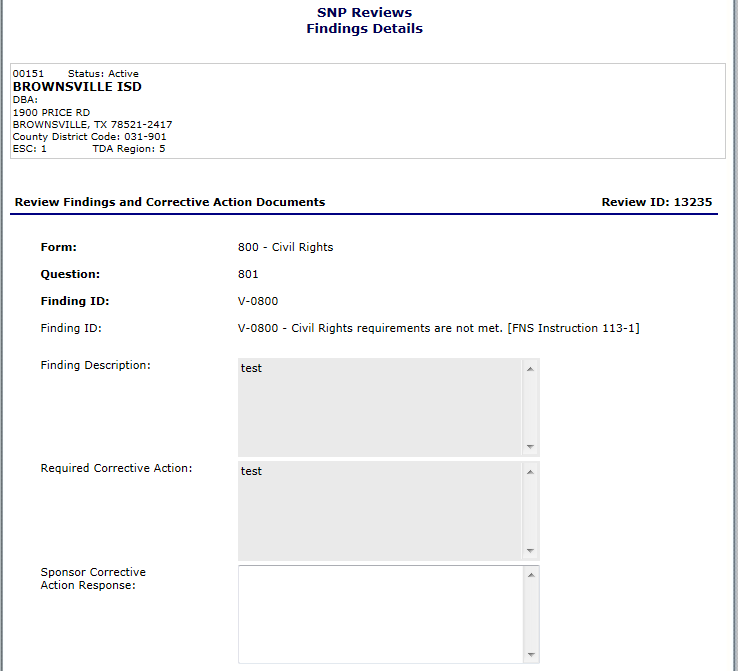 SNP Reviews
Findings Details
00151 Status: Active
BROWNSVILLE ISD
DBA:
1900 PRICE RD
BROWNSVILLE, TX 78521-2417
County District Code: 031-901
ESC: 1 TDA Region: 5
Review Findings and Corrective Action Documents Review ID: 13235
Form: 800 - Civil Rights
Question: 801
Finding ID: V-0800
Finding ID: V-0800 - Civil Rights requirements are not met. [FNS Instruction 113-1]
Finding Description: test
Required Corrective Action: test
Sponsor Corrective
Action Response: